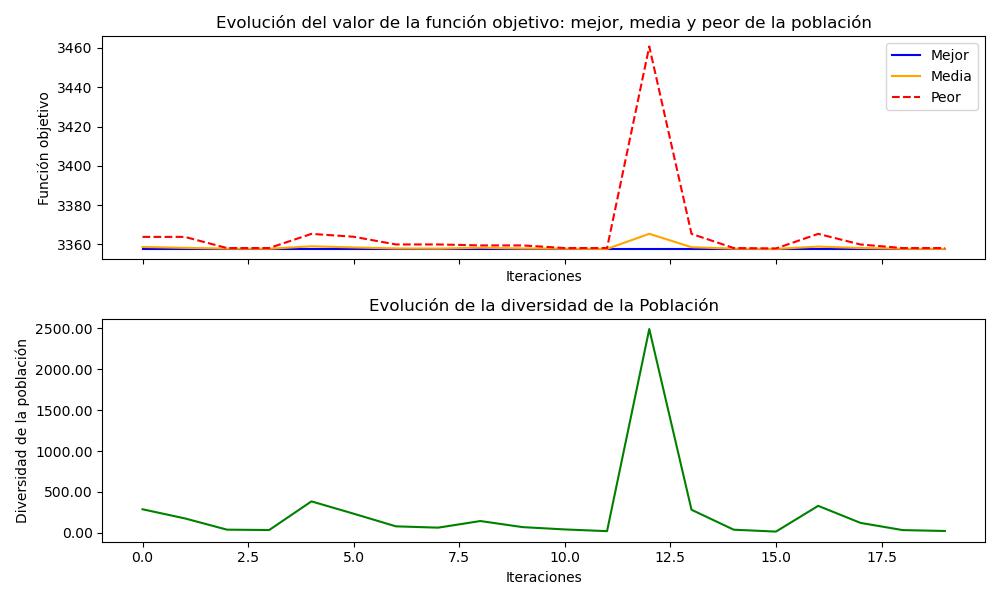 Evolución del valor de la función objetivo: mejor, media y peor de la población
Función objetivo
3460
3440
3420
3400
3380
3360
Mejor
Media
Peor
Iteraciones
Evolución de la diversidad de la Población
Diversidad de la población
2500.00
2000.00
1500.00
1000.00
500.00
0.00
0.0 2.5 5.0 7.5 10.0 12.5 15.0 17.5
Iteraciones